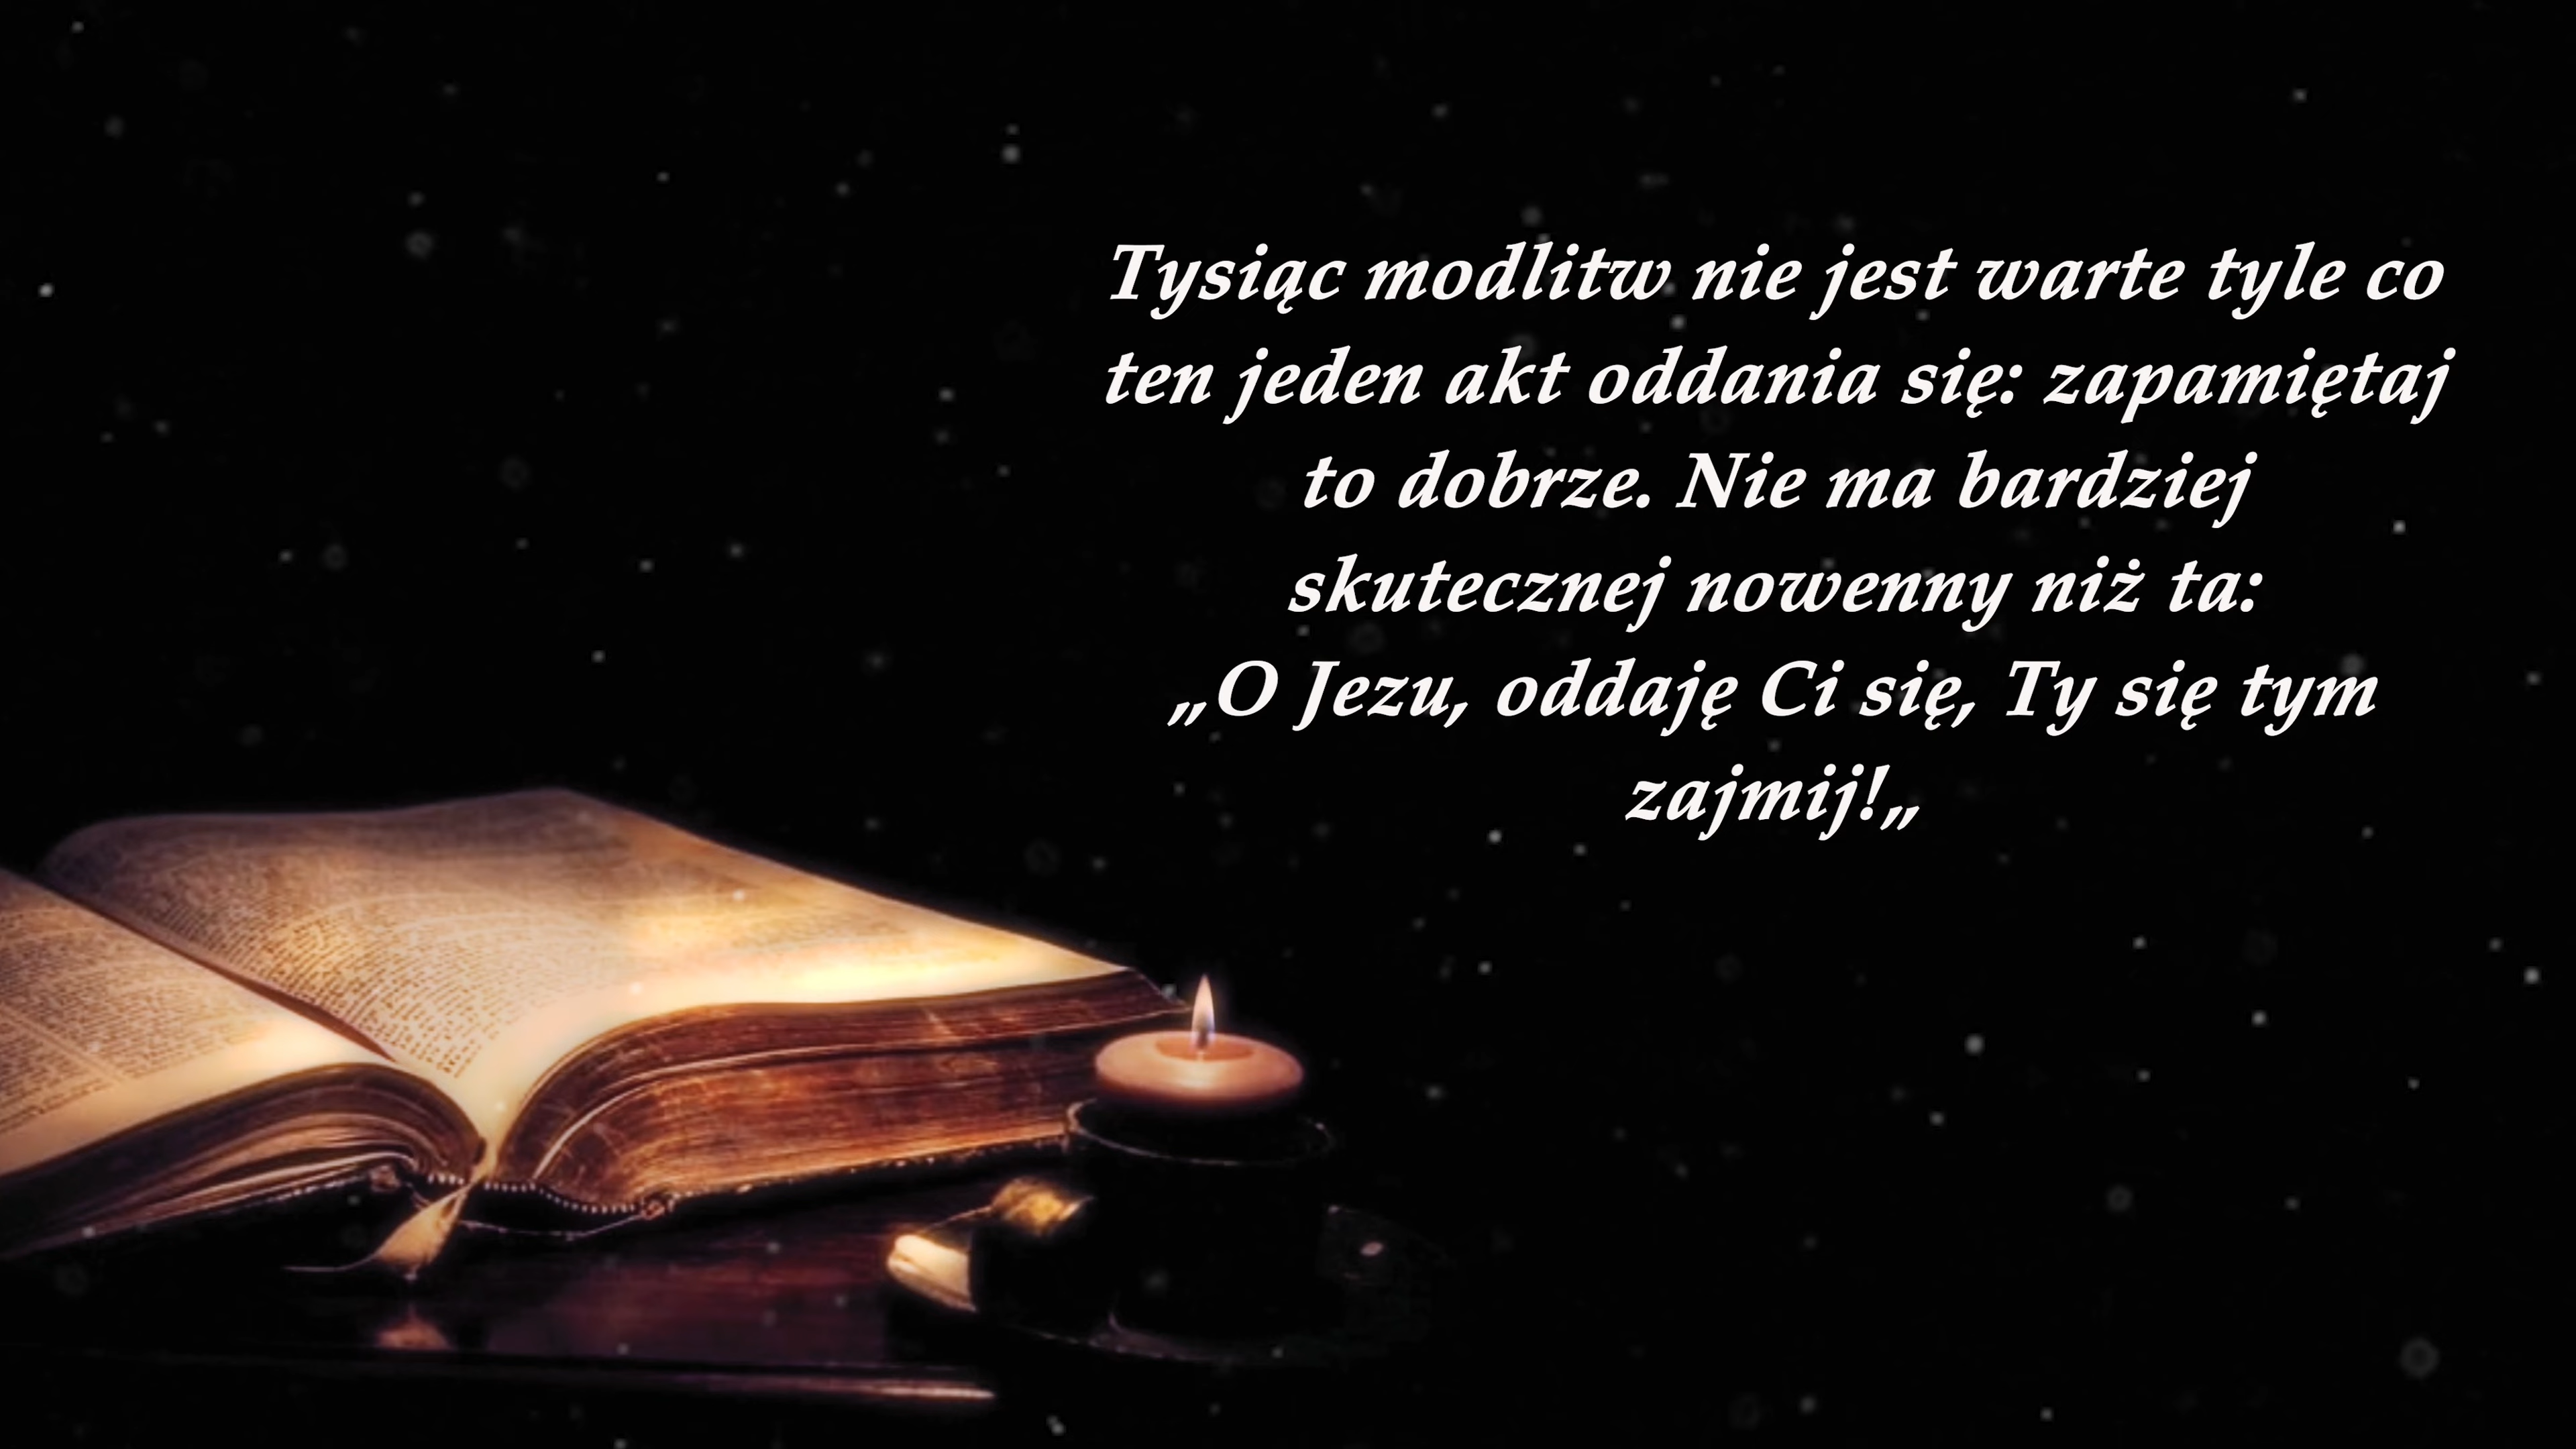 Tysiąc modlitw nie jest warte tyle co
ten jeden akt oddania się: zapamiętaj
to dobrze. Nie ma bardziej
skutecznej nowenny niż ta:
„O Jezu, oddaję Ci się, Ty się tym
zajmij!„